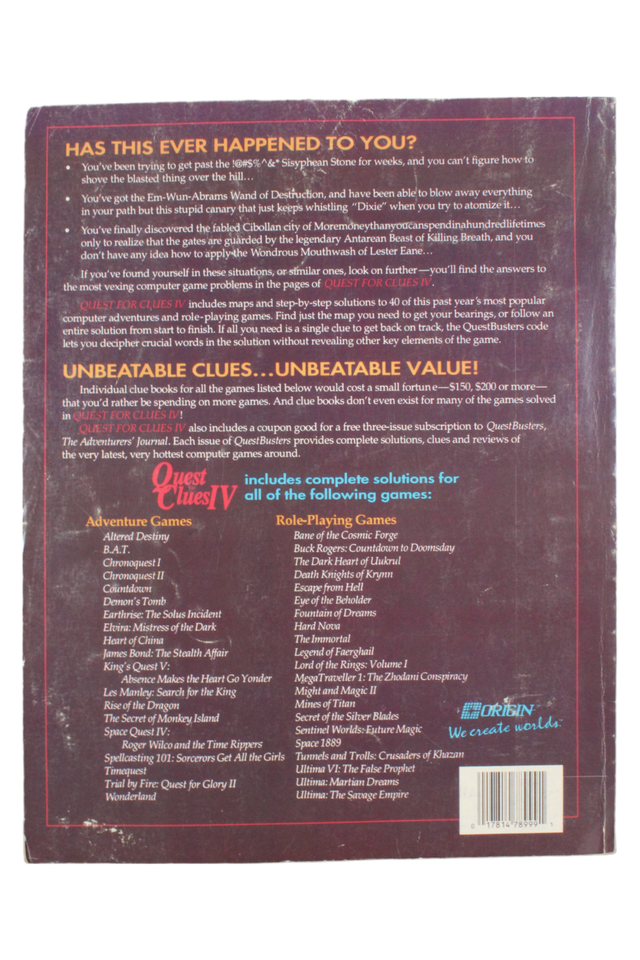 HAS THIS EVER HAPPENED TO YOU?
• You've been trying to get past the !@#$%^&* Sisyphean Stone for weeks, and you can't figure how to
shove the blasted thing over the hill…
• You've got the Em-Wun-Abrams Wand of Destruction, and have been able to blow away everything
in your path but this stupid canary that just keeps whistling "Dixie" when you try to atomize it…
• You've finally discovered the fabled Cibollan city of Moremoneythanyoucanspendinahundredlifetimes
only to realize that the gates are guarded by the legendary Antarean Beast of Killing Breath, and you
don't have any idea how to apply the Wondrous Mouthwash of Lester Eane…
If you've found yourself in these situations, or similar ones, look on further—you'll find the answers to
the most vexing computer game problems in the pages of QUEST FOR CLUES IV.
QUEST FOR CLUES IV includes maps and step-by-step solutions to 40 of this past year's most popular
computer adventures and role-playing games. Find just the map you need to get your bearings, or follow an
entire solution from start to finish. If all you need is a single clue to get back on track, the QuestBusters code
lets you decipher crucial words in the solution without revealing other key elements of the game.
UNBEATABLE CLUES…UNBEATABLE VALUE!
Individual clue books for all the games listed below would cost a small fortune—$150, $200 or more—
that you'd rather be spending on more games. And clue books don't even exist for many of the games solved
in QUEST FOR CLUES IV!
QUEST FOR CLUES IV also includes a coupon good for a free three-issue subscription to QuestBusters,
The Adventurers' Journal. Each issue of QuestBusters provides complete solutions, clues and reviews of
the very latest, very hottest computer games around.
Quest
Clues IV
includes complete solutions for
all of the following games:
Adventure Games
Altered Destiny
B.A.T.
Chronoquest I
Chronoquest II
Countdown
Demon's Tomb
Earthrise: The Solus Incident
Elvira: Mistress of the Dark
Heart of China
James Bond: The Stealth Affair
King's Quest V:
Absence Makes the Heart Go Yonder
Les Manley: Search for the King
Rise of the Dragon
The Secret of Monkey Island
Space Quest IV:
Roger Wilco and the Time Rippers
Spellcasting 101: Sorcerors Get All the Girls
Timequest
Trial by Fire: Quest for Glory II
Wonderland
Role-Playing Games
Bane of the Cosmic Forge
Buck Rogers: Countdown to Doomsday
The Dark Heart of Uukrul
Death Knights of Krynn
Escape from Hell
Eye of the Beholder
Fountain of Dreams
Hard Nova
The Immortal
Legend of Faerghail
Lord of the Rings: Volume I
MegaTraveller 1: The Zhodani Conspiracy
Might and Magic II
Mines of Titan
Secret of the Silver Blades
Sentinel Worlds: Future Magic
Space 1889
Tunnels and Trolls: Crusaders of Khazan
Ultima VI: The False Prophet
Ultima: Martian Dreams
Ultima: The Savage Empire
ORIGIN
We create worlds.™
0 17814 78999 1